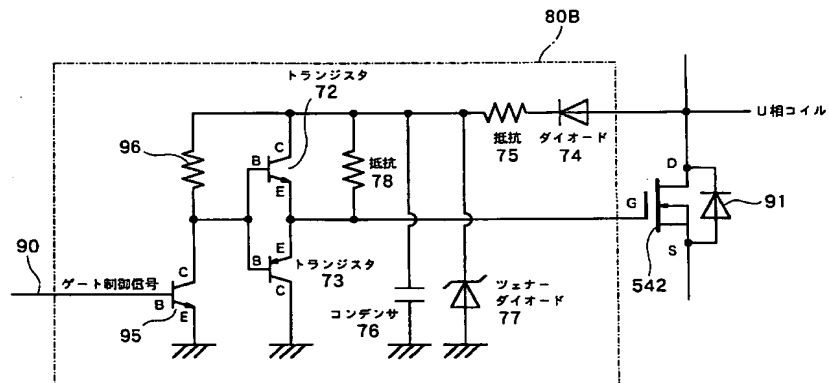 80B
トランジスタ
72
U相コイル
抵抗
75
ダイオード
74
96
C
B
E
抵抗
78
D
G
S
91
542
90
ゲート制御信号
C
B
E
95
E
B
C
トランジスタ
73
コンデンサ
76
ツェナー
ダイオード
77